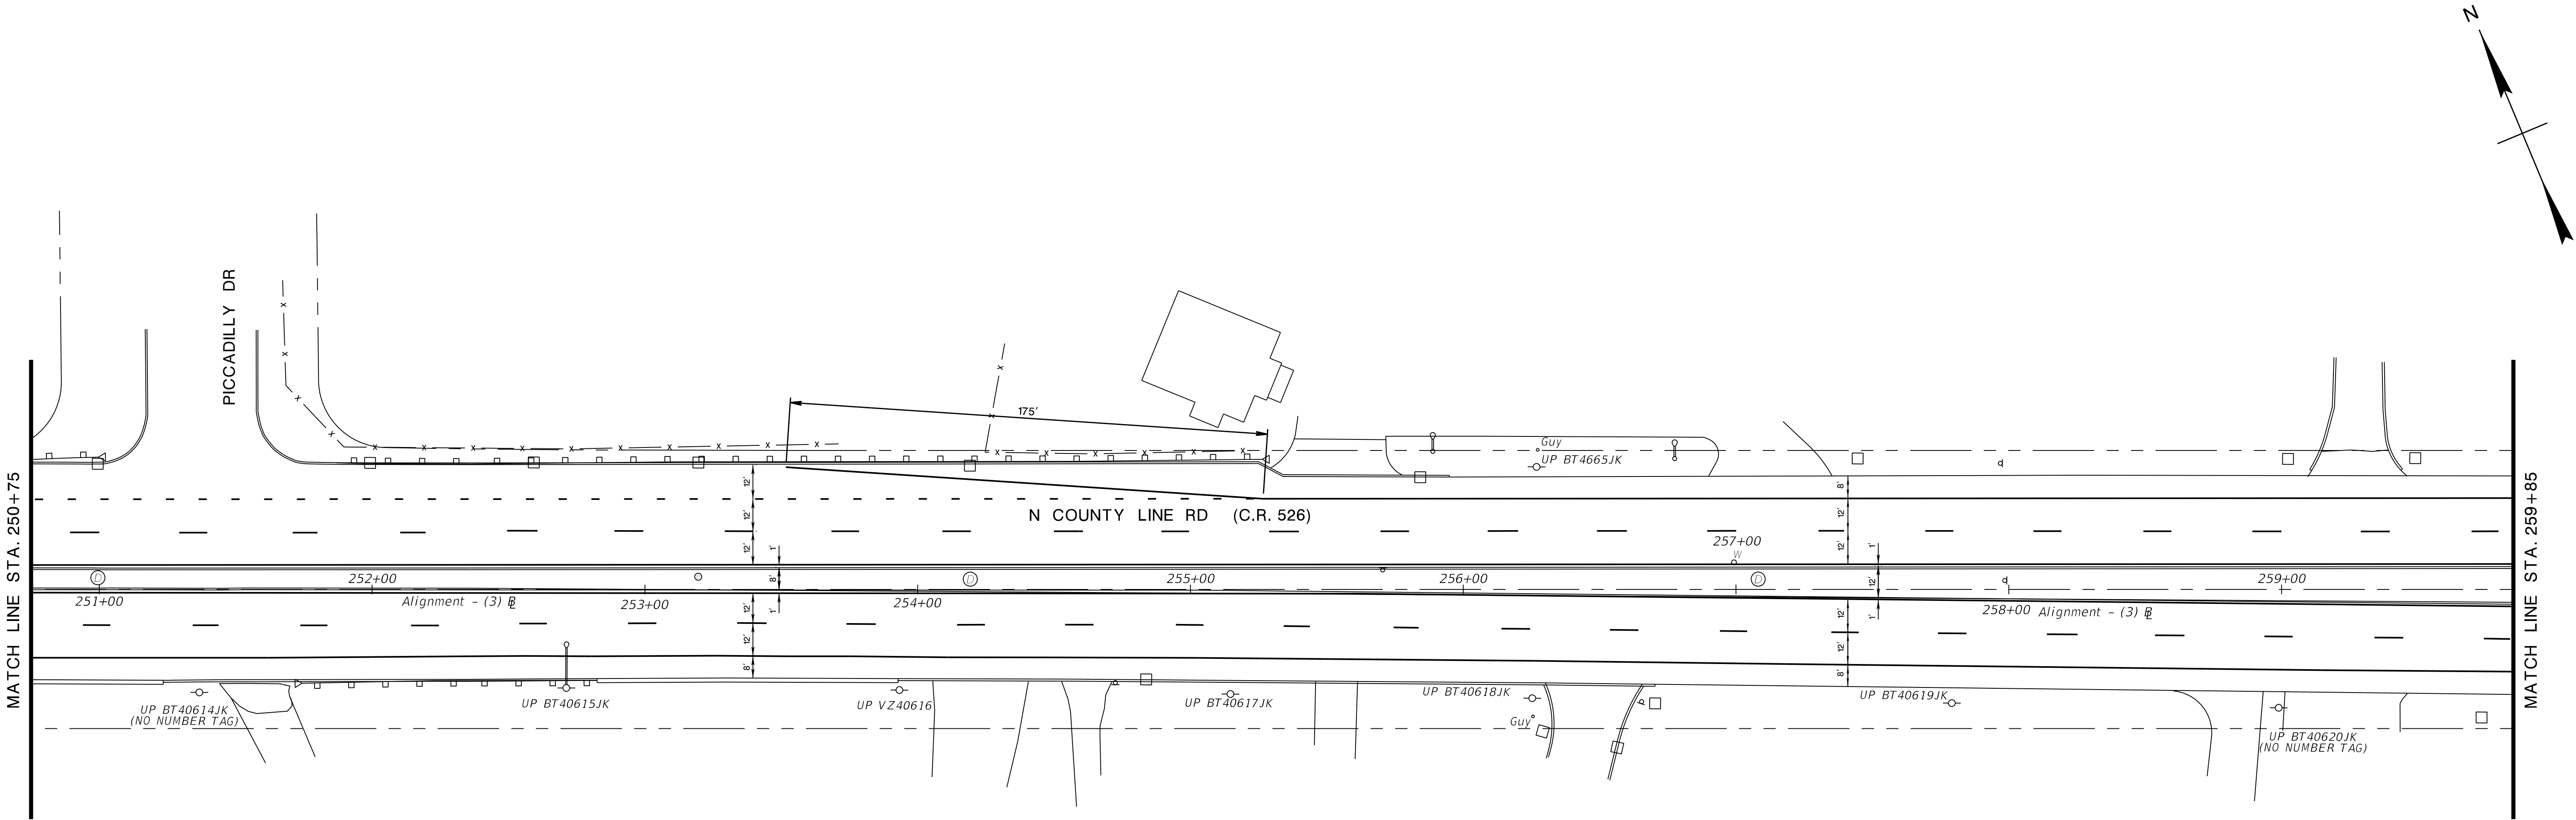 N
PICCADILLY DR
175'
Guy
UP BT4665JK
12'
8'
12'
N COUNTY LINE RD (C.R. 526)
12'
257+00
W
12'
1'
12'
1'
D
252+00
D
255+00
256+00
D
259+00
8'
12'
251+00
Alignment - (3) BL
253+00
254+00
258+00 Alignment - (3) BL
12'
1'
12'
1'
12'
12'
8'
8'
UP BT40614JK
(NO NUMBER TAG)
UP BT40615JK
UP VZ40616
UP BT40617JK
UP BT40618JK
UP BT40619JK
Guy
UP BT40620JK
(NO NUMBER TAG)
MATCH LINE STA. 250+75
MATCH LINE STA. 259+85
x x x x x x x x x x x x x x x x x x x x x x